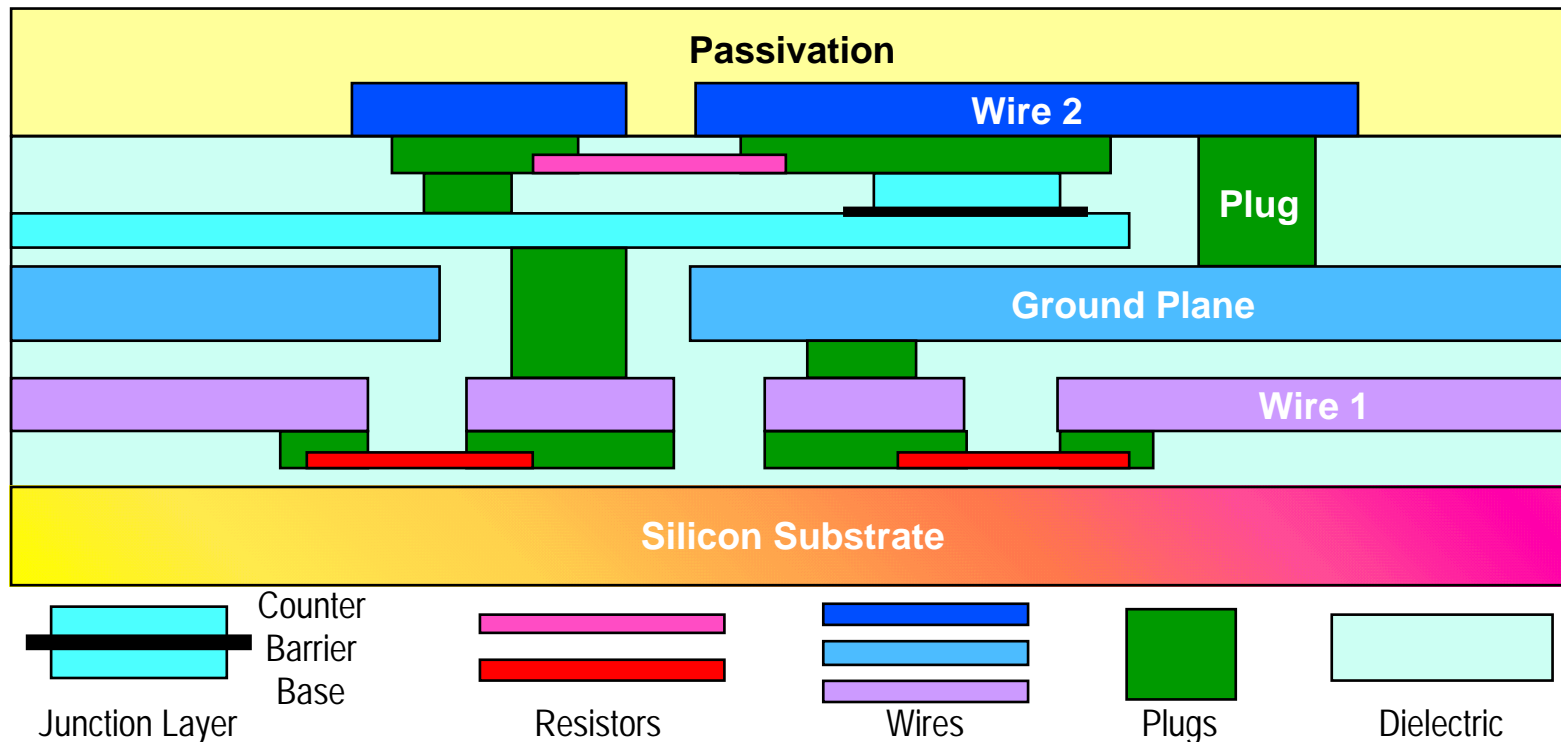 Passivation
Wire 2
Plug
Ground Plane
Wire 1
Silicon Substrate
Counter
Barrier
Base
Junction Layer
Resistors
Wires
Plugs
Dielectric